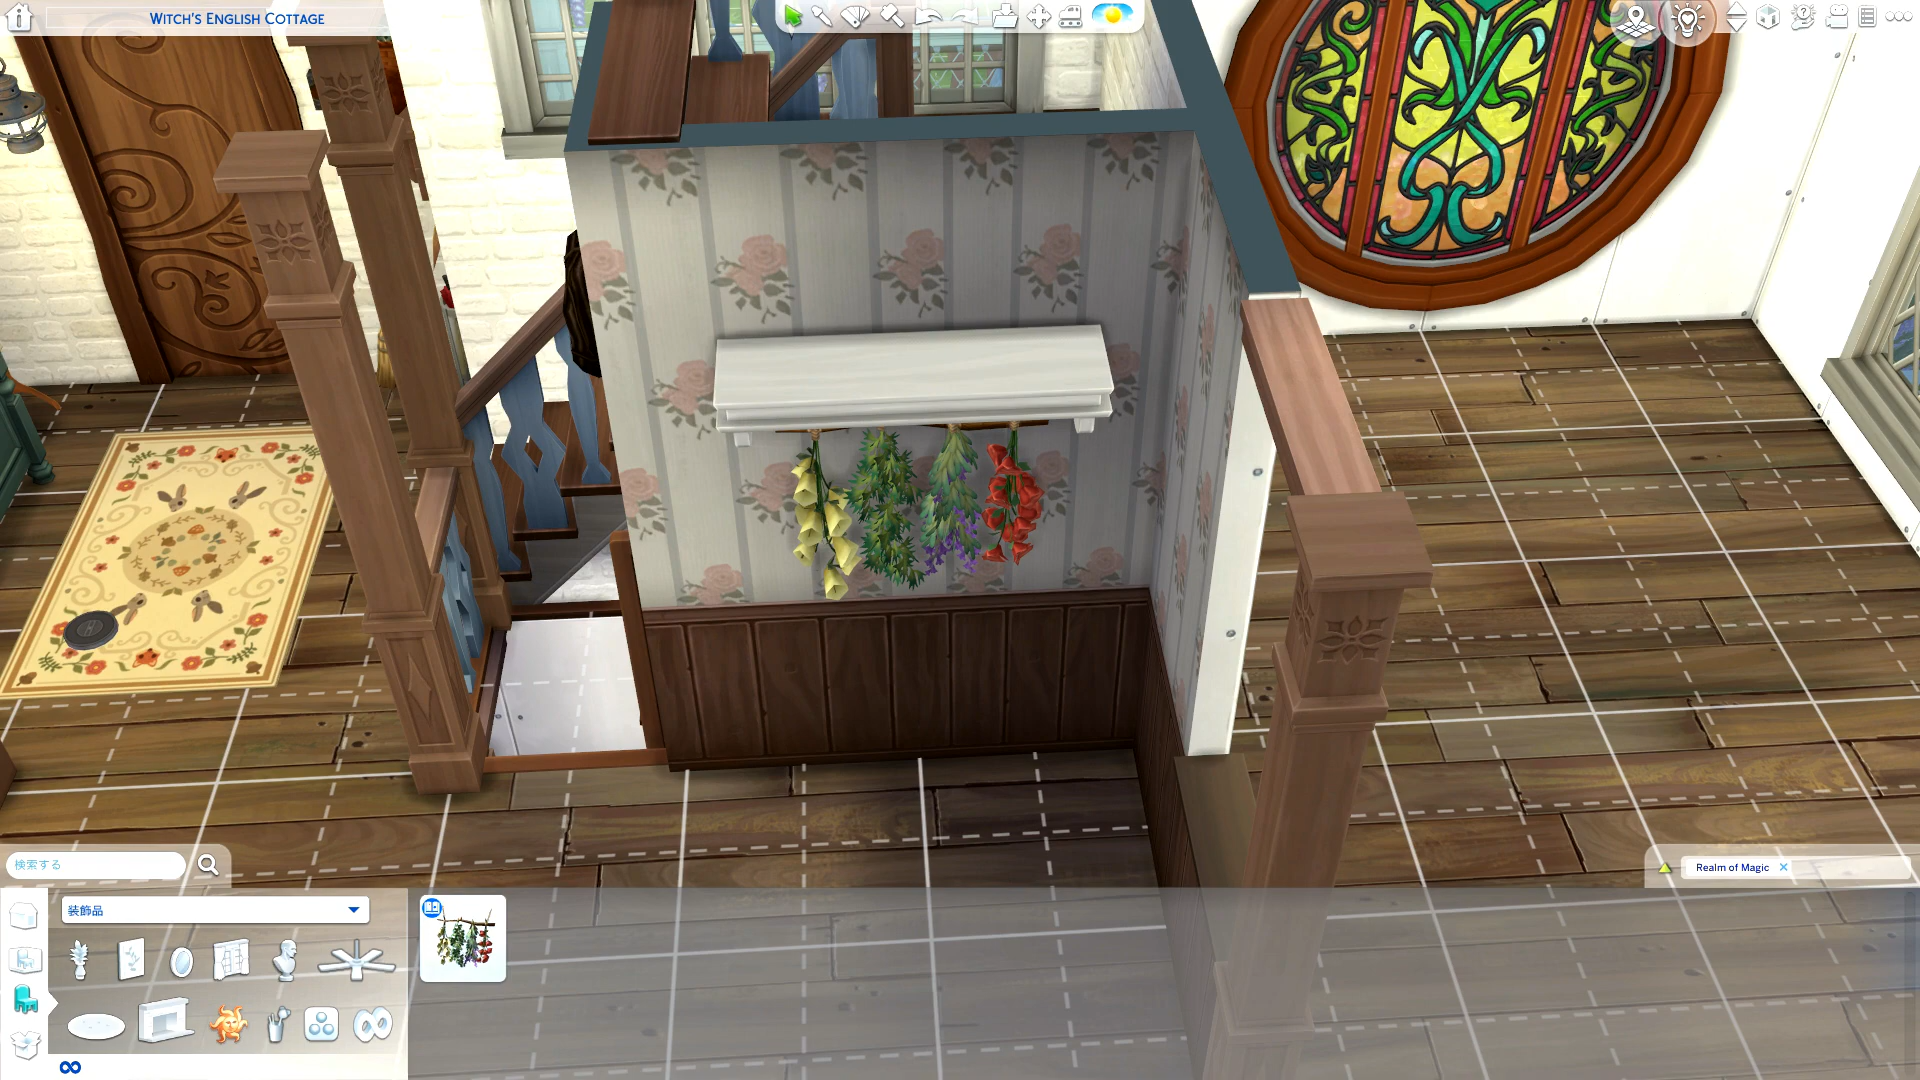 WITCH'S ENGLISH COTTAGE
検索する
Realm of Magic
装飾品